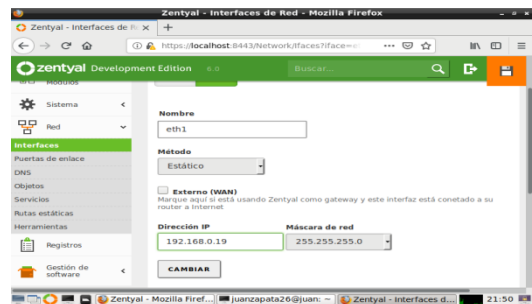 Zentyal - Interfaces de Red - Mozilla Firefox
Zentyal - Interfaces de R
https://localhost:8443/Network/Ifaces?iface=
zentyal Development Edition 6.0
Buscar...
Módulos
Sistema
Red
Interfaces
Puertas de enlace
DNS
Objetos
Servicios
Rutas estáticas
Herramientas
Registros
Gestión de
software
Nombre
eth1
Método
Estático
Externo (WAN)
Marque aquí si está usando Zentyal como gateway y este interfaz está conetado a su
router a Internet
Dirección IP
Máscara de red
192.168.0.19
255.255.255.0
CAMBIAR
Zentyal - Mozilla Firef...
juanzapata26@juan: ~
Zentyal - Interfaces d...
21:50